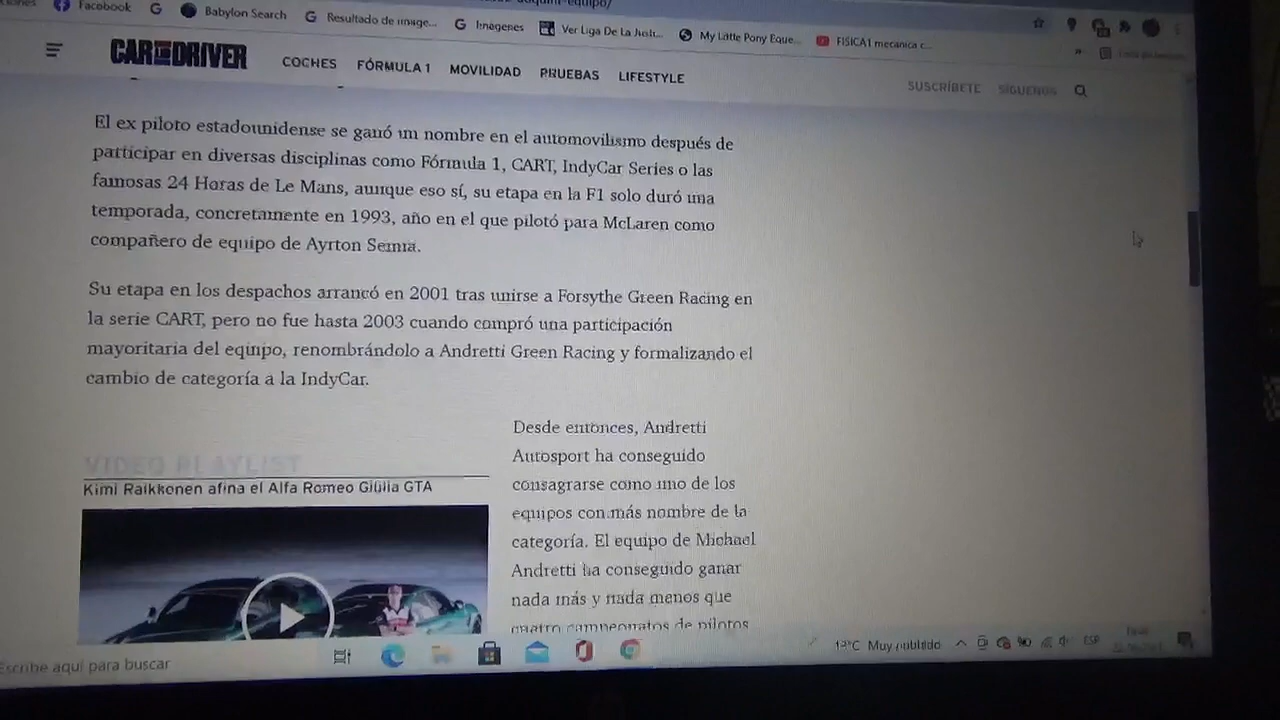 Facebook
Babylon Search
Resultado de image...
Imágenes
Ver Liga De La Justi...
My Little Pony Eque...
FISICA1 mecanica c...
CAR AND DRIVER
COCHES FÓRMULA 1 MOVILIDAD PRUEBAS LIFESTYLE
SUSCRÍBETE SÍGUENOS
El ex piloto estadounidense se ganó un nombre en el automovilismo después de
participar en diversas disciplinas como Fórmula 1, CART, IndyCar Series o las
famosas 24 Horas de Le Mans, aunque eso sí, su etapa en la F1 solo duró una
temporada, concretamente en 1993, año en el que pilotó para McLaren como
compañero de equipo de Ayrton Senna.
Su etapa en los despachos arrancó en 2001 tras unirse a Forsythe Green Racing en
la serie CART, pero no fue hasta 2003 cuando compró una participación
mayoritaria del equipo, renombrándolo a Andretti Green Racing y formalizando el
cambio de categoría a la IndyCar.
VIDEO PLAYLIST
Kimi Raikkonen afina el Alfa Romeo Giulia GTA
Desde entonces, Andretti
Autosport ha conseguido
consagrarse como uno de los
equipos con más nombre de la
categoría. El equipo de Michael
Andretti ha conseguido ganar
nada más y nada menos que
cuatro campeonatos de pilotos
Escribe aquí para buscar
13°C Muy nublado
ESP